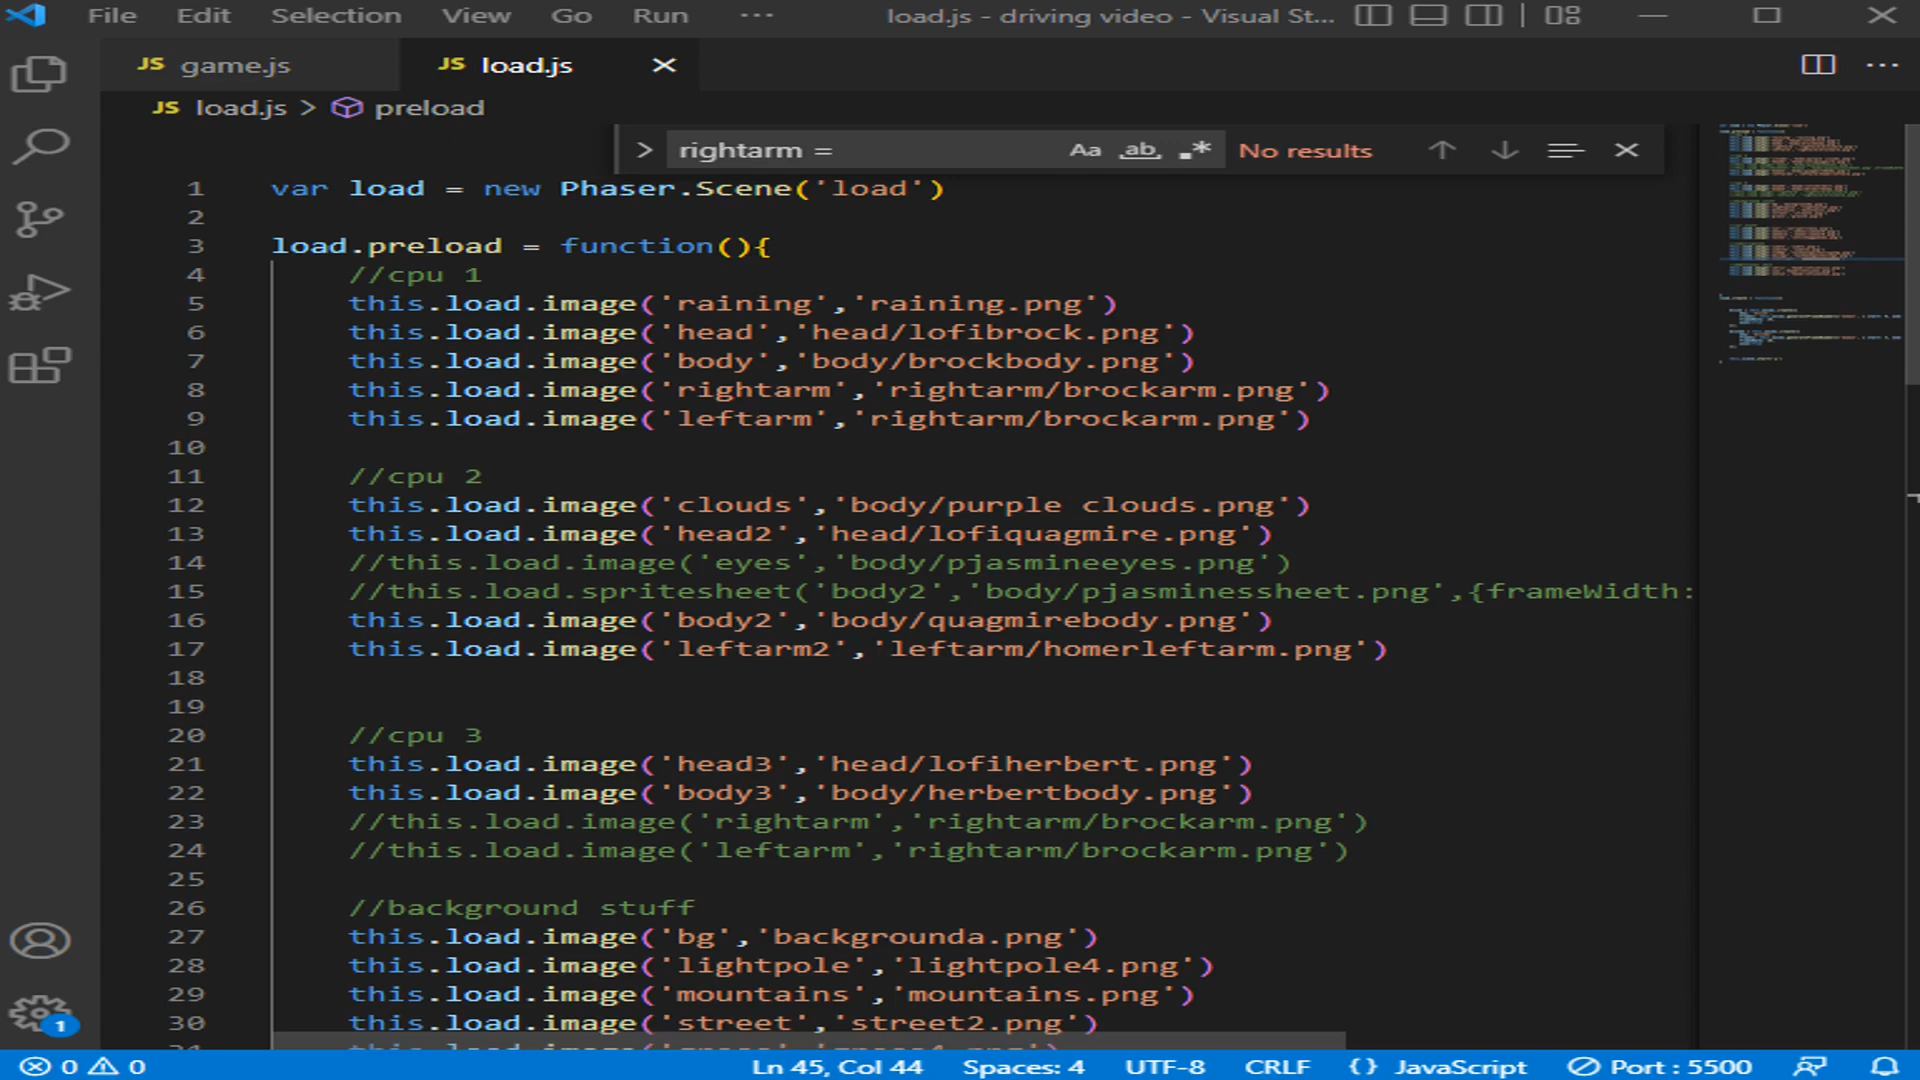 File Edit Selection View Go Run ... load.js - driving video - Visual St...
JS game.js JS load.js
JS load.js > preload
rightarm = Aa ab .* No results
1 var load = new Phaser.Scene('load')
2
3 load.preload = function(){
4 //cpu 1
5 this.load.image('raining','raining.png')
6 this.load.image('head','head/lofibrock.png')
7 this.load.image('body','body/brockbody.png')
8 this.load.image('rightarm','rightarm/brockarm.png')
9 this.load.image('leftarm','rightarm/brockarm.png')
10
11 //cpu 2
12 this.load.image('clouds','body/purple clouds.png')
13 this.load.image('head2','head/lofiquagmire.png')
14 //this.load.image('eyes','body/pjasmineeyes.png')
15 //this.load.spritesheet('body2','body/pjasminessheet.png',{frameWidth:
16 this.load.image('body2','body/quagmirebody.png')
17 this.load.image('leftarm2','leftarm/homerleftarm.png')
18
19
20 //cpu 3
21 this.load.image('head3','head/lofiherbert.png')
22 this.load.image('body3','body/herbertbody.png')
23 //this.load.image('rightarm','rightarm/brockarm.png')
24 //this.load.image('leftarm','rightarm/brockarm.png')
25
26 //background stuff
27 this.load.image('bg','backgrounda.png')
28 this.load.image('lightpole','lightpole4.png')
29 this.load.image('mountains','mountains.png')
30 this.load.image('street','street2.png')
1
0 0 Ln 45, Col 44 Spaces: 4 UTF-8 CRLF {} JavaScript Port : 5500